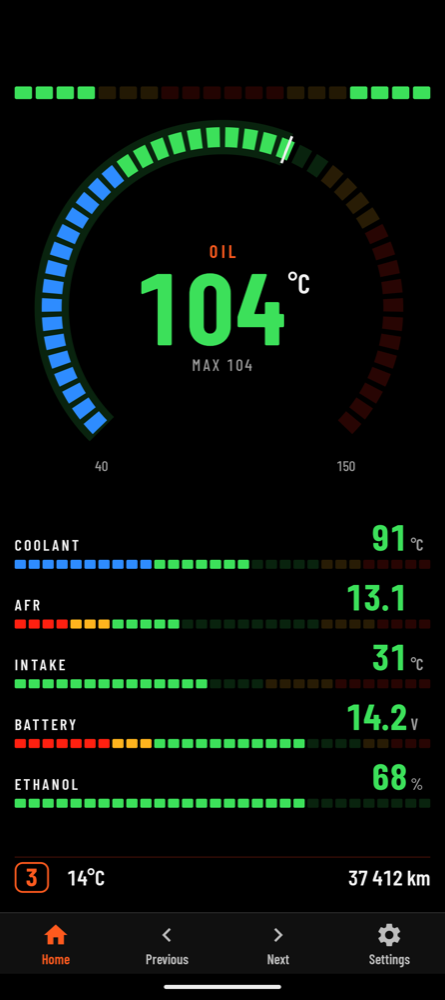 OIL
104 °C
MAX 104
40 150
COOLANT 91 °C
AFR 13.1
INTAKE 31 °C
BATTERY 14.2 V
ETHANOL 68 %
3 14°C 37 412 km
Home Previous Next Settings